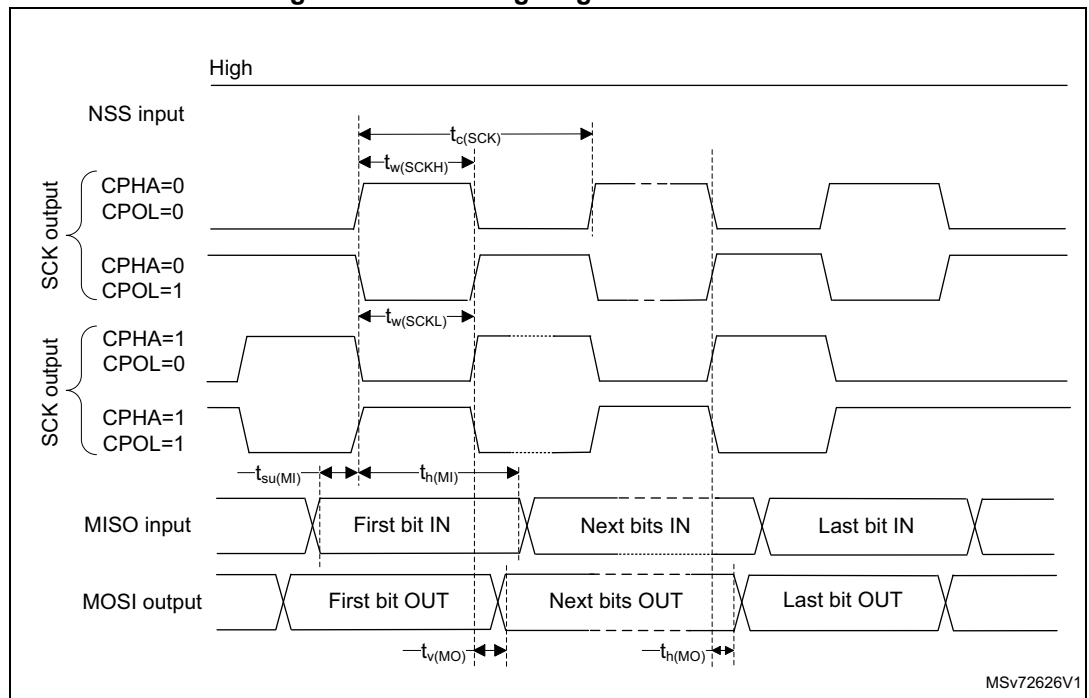 High
NSS input
tc(SCK)
tw(SCKH)
SCK output
CPHA=0
CPOL=0
CPHA=0
CPOL=1
tw(SCKL)
SCK output
CPHA=1
CPOL=0
CPHA=1
CPOL=1
tsu(MI)
th(MI)
MISO input
First bit IN
Next bits IN
Last bit IN
MOSI output
First bit OUT
Next bits OUT
Last bit OUT
tv(MO)
th(MO)
MSv72626V1